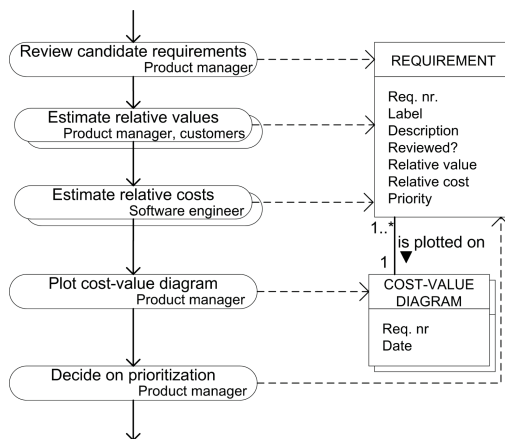 Review candidate requirements
Product manager
Estimate relative values
Product manager, customers
Estimate relative costs
Software engineer
Plot cost-value diagram
Product manager
Decide on prioritization
Product manager
REQUIREMENT
Req. nr.
Label
Description
Reviewed?
Relative value
Relative cost
Priority
1..*
is plotted on
1
COST-VALUE
DIAGRAM
Req. nr
Date